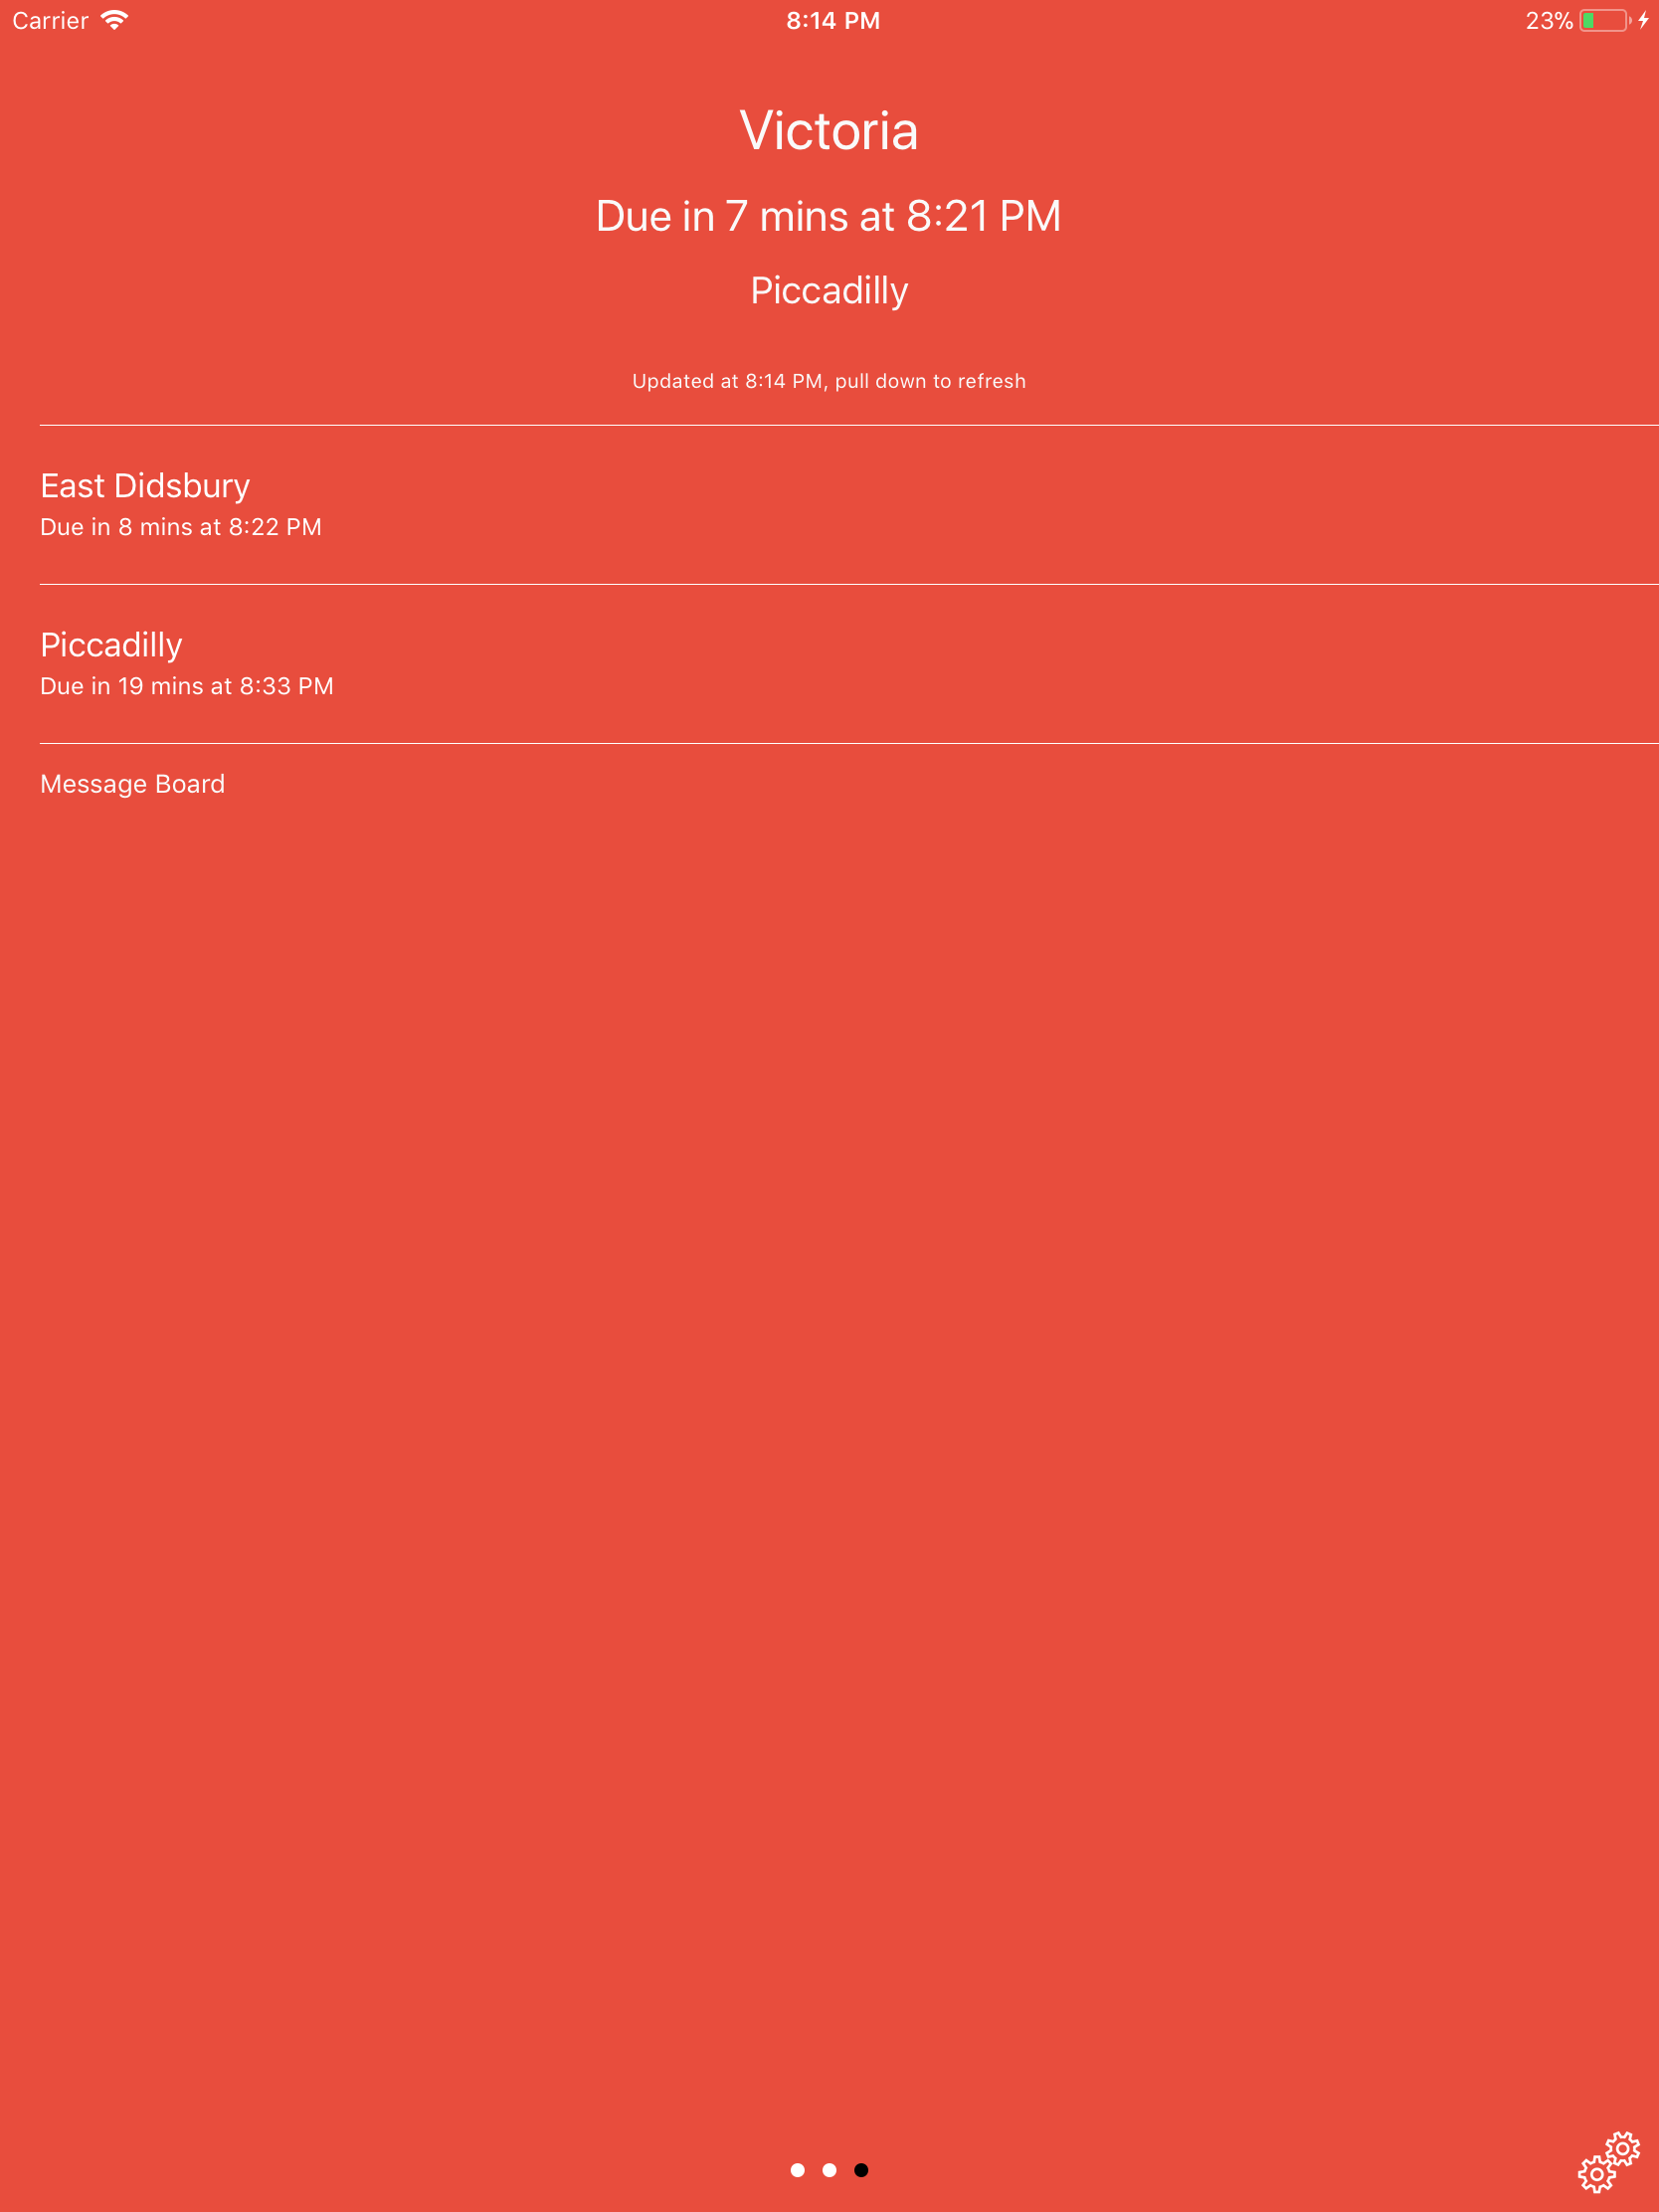 Carrier 8:14 PM 23%
Victoria
Due in 7 mins at 8:21 PM
Piccadilly
Updated at 8:14 PM, pull down to refresh
East Didsbury
Due in 8 mins at 8:22 PM
Piccadilly
Due in 19 mins at 8:33 PM
Message Board